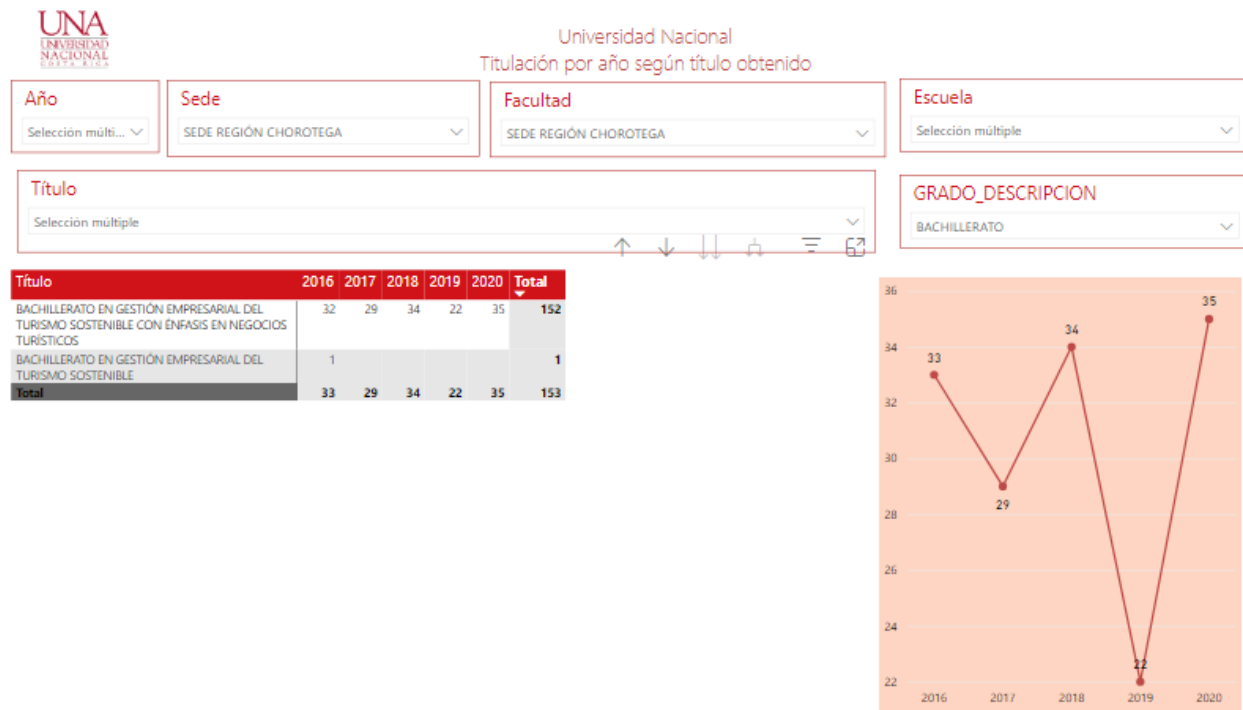 UNA
UNIVERSIDAD
NACIONAL
COSTA RICA
Universidad Nacional
Titulación por año según título obtenido
Año
Selección múlti...
Sede
SEDE REGIÓN CHOROTEGA
Facultad
SEDE REGIÓN CHOROTEGA
Escuela
Selección múltiple
Título
Selección múltiple
GRADO_DESCRIPCION
BACHILLERATO
Título 2016 2017 2018 2019 2020 Total
BACHILLERATO EN GESTIÓN EMPRESARIAL DEL 32 29 34 22 35 152
TURISMO SOSTENIBLE CON ÉNFASIS EN NEGOCIOS
TURÍSTICOS
BACHILLERATO EN GESTIÓN EMPRESARIAL DEL 1 1
TURISMO SOSTENIBLE
Total 33 29 34 22 35 153
36
34
32
30
28
26
24
22
33
29
34
22
35
2016 2017 2018 2019 2020